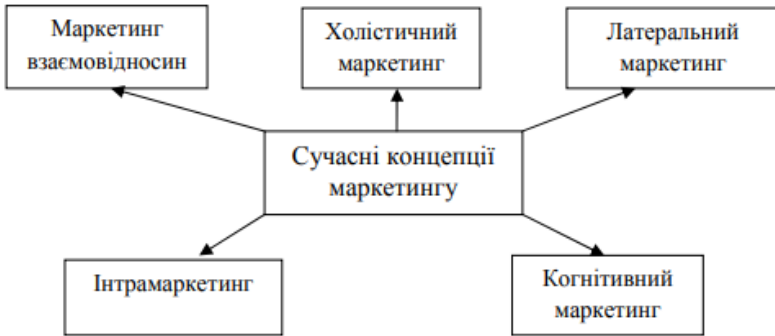 Маркетинг
взаємовідносин
Холістичний
маркетинг
Латеральний
маркетинг
Сучасні концепції
маркетингу
Інтрамаркетинг
Когнітивний
маркетинг